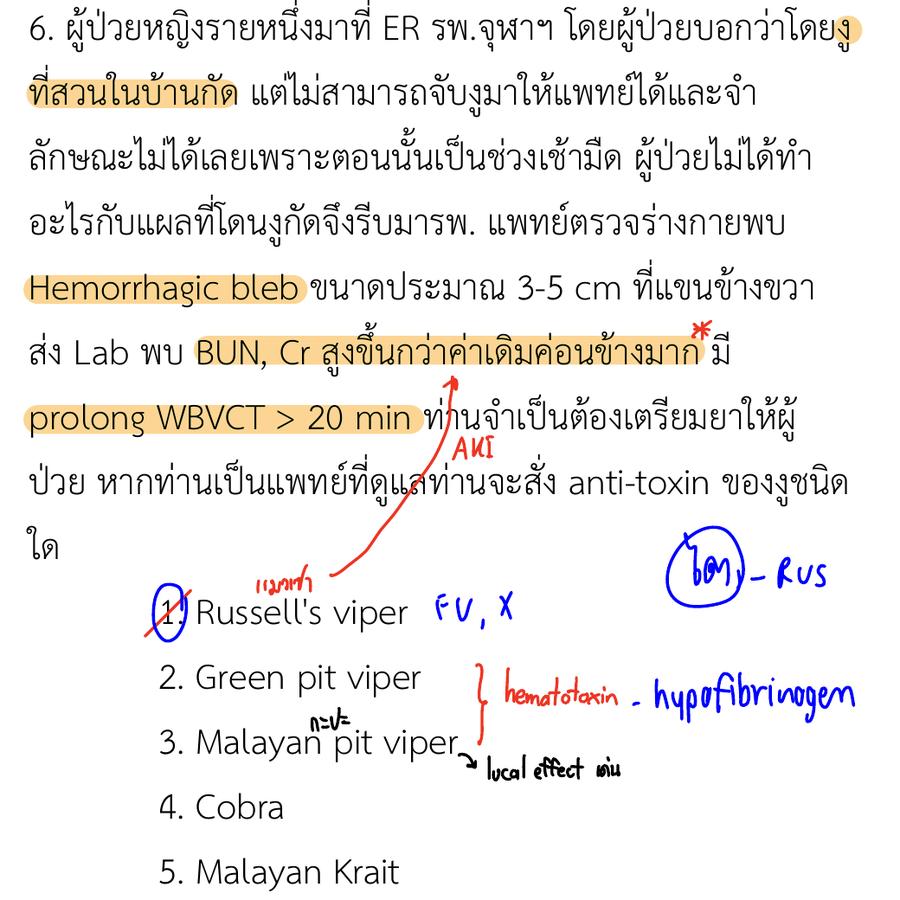 6. ผู้ป่วยหญิงรายหนึ่งมาที่ ER รพ.จุฬาฯ โดยผู้ป่วยบอกว่าโดยงู
ที่สวนในบ้านกัด แต่ไม่สามารถจับงูมาให้แพทย์ได้และจำ
ลักษณะไม่ได้เลยเพราะตอนนั้นเป็นช่วงเช้ามืด ผู้ป่วยไม่ได้ทำ
อะไรกับแผลที่โดนงูกัดจึงรีบมารพ. แพทย์ตรวจร่างกายพบ
Hemorrhagic bleb ขนาดประมาณ 3-5 cm ที่แขนข้างขวา
ส่ง Lab พบ BUN, Cr สูงขึ้นกว่าค่าเดิมค่อนข้างมาก* มี
prolong WBVCT > 20 min ท่านจำเป็นต้องเตรียมยาให้ผู้
AKI
ป่วย หากท่านเป็นแพทย์ที่ดูแลท่านจะสั่ง anti-toxin ของงูชนิด
ใด
ไต - RUS
แมวเซา
1. Russell's viper FV, X
2. Green pit viper
hematotoxin - hypofibrinogen
กะปะ
3. Malayan pit viper
local effect เด่น
4. Cobra
5. Malayan Krait